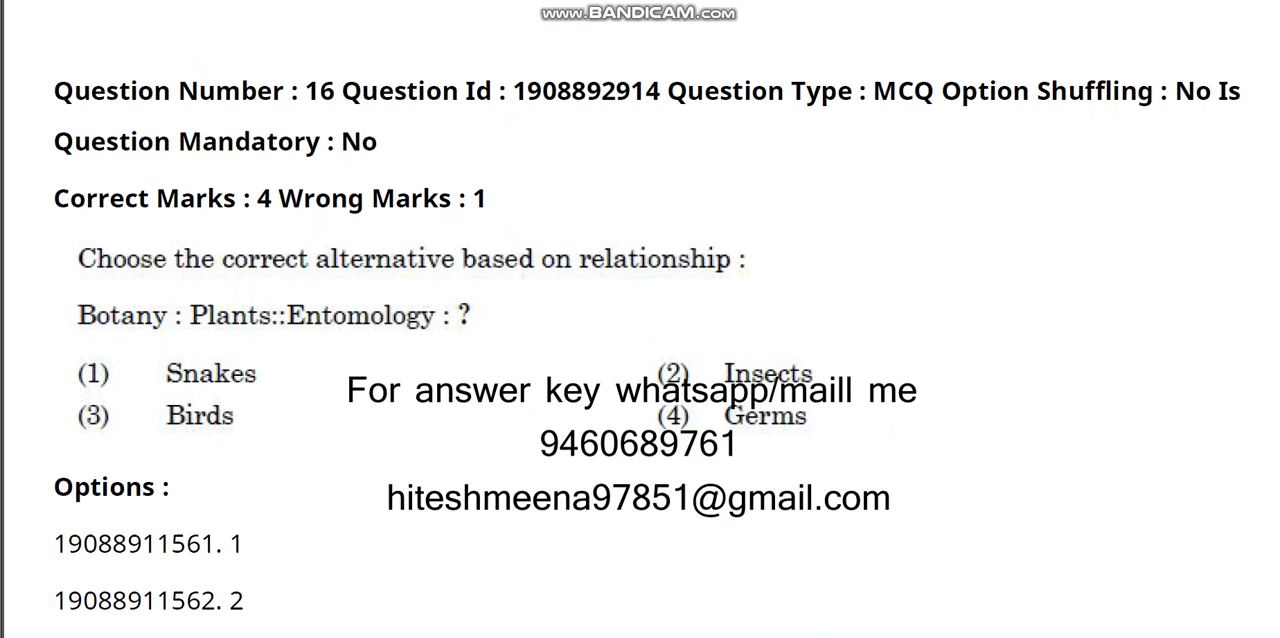 www.BANDICAM.com
Question Number : 16 Question Id : 1908892914 Question Type : MCQ Option Shuffling : No Is
Question Mandatory : No
Correct Marks : 4 Wrong Marks : 1
Choose the correct alternative based on relationship :
Botany : Plants::Entomology : ?
(1) Snakes (2) Insects
For answer key whatsapp/maill me
(3) Birds (4) Germs
9460689761
Options :
hiteshmeena97851@gmail.com
19088911561. 1
19088911562. 2